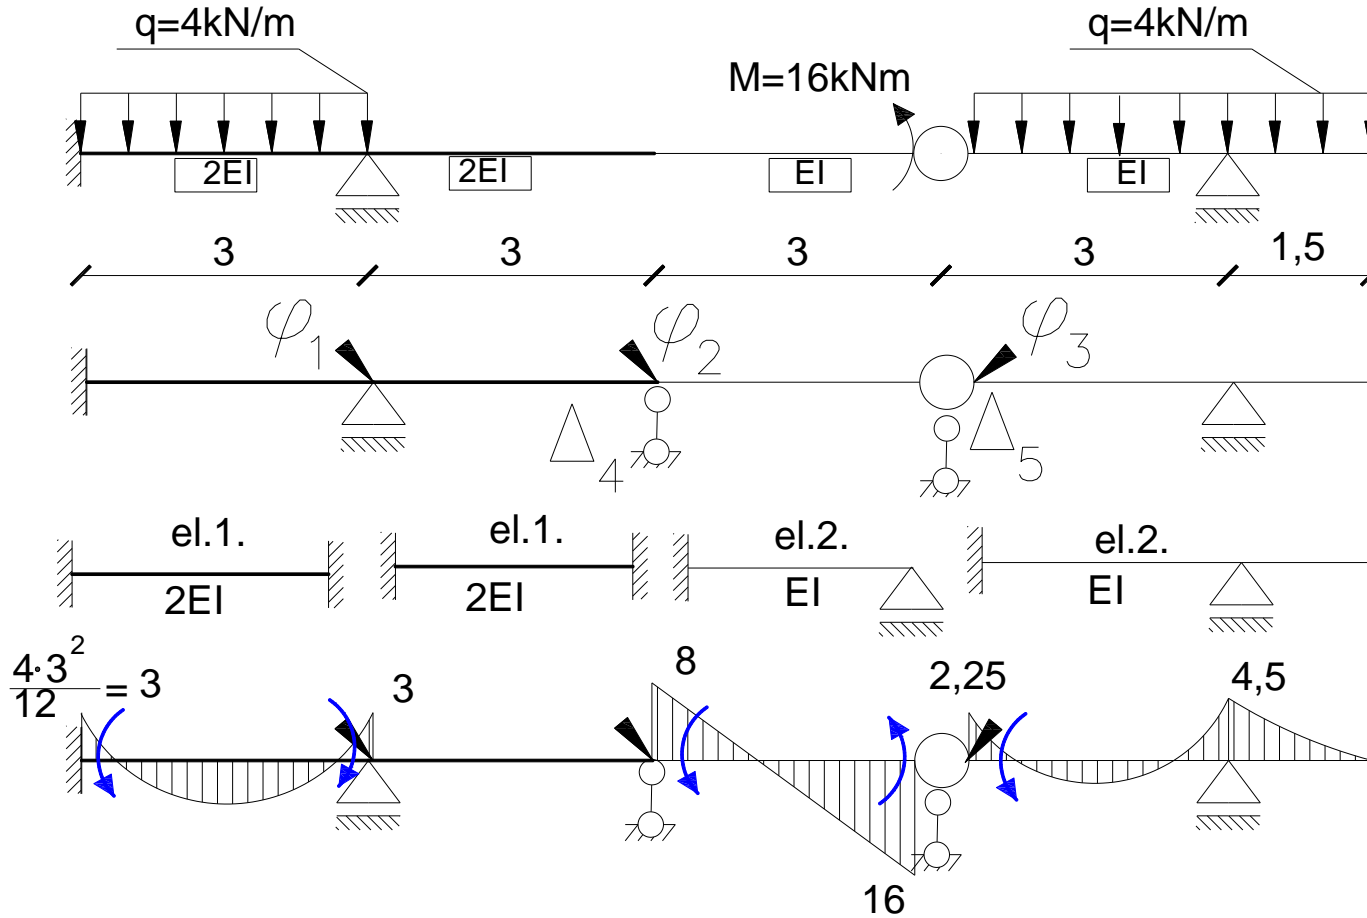 q=4kN/m q=4kN/m
M=16kNm
2EI 2EI EI EI
3 3 3 3 1,5
φ1 φ2 φ3
Δ4 Δ5
el.1. el.1. el.2. el.2.
2EI 2EI EI EI
4·3²/12 = 3 3 8 2,25 4,5
16